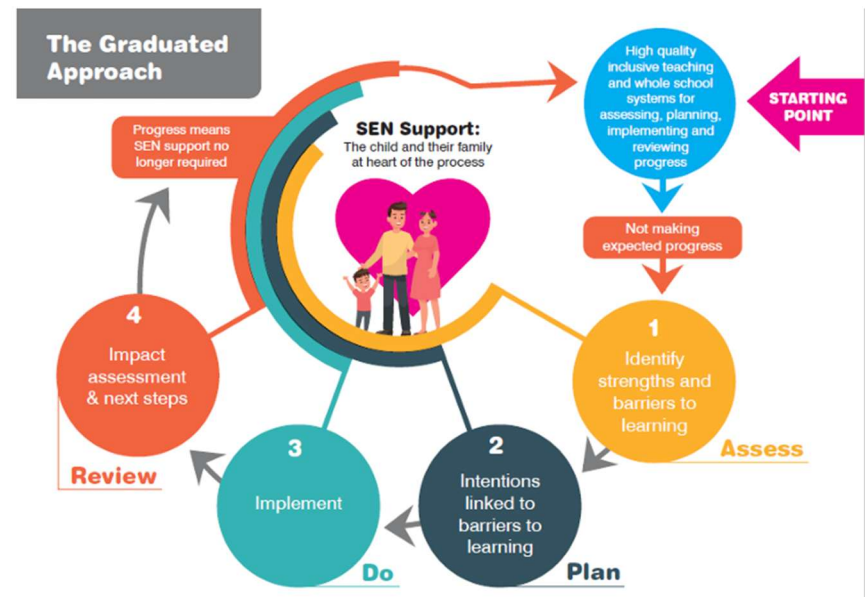 The Graduated
Approach
High quality
inclusive teaching
and whole school
systems for
assessing, planning,
implementing and
reviewing
progress
STARTING
POINT
Progress means
SEN support no
longer required
SEN Support:
The child and their family
at heart of the process
Not making
expected progress
1
Identify
strengths and
barriers to
learning
Assess
2
Intentions
linked to
barriers to
learning
Plan
3
Implement
Do
4
Impact
assessment
& next steps
Review